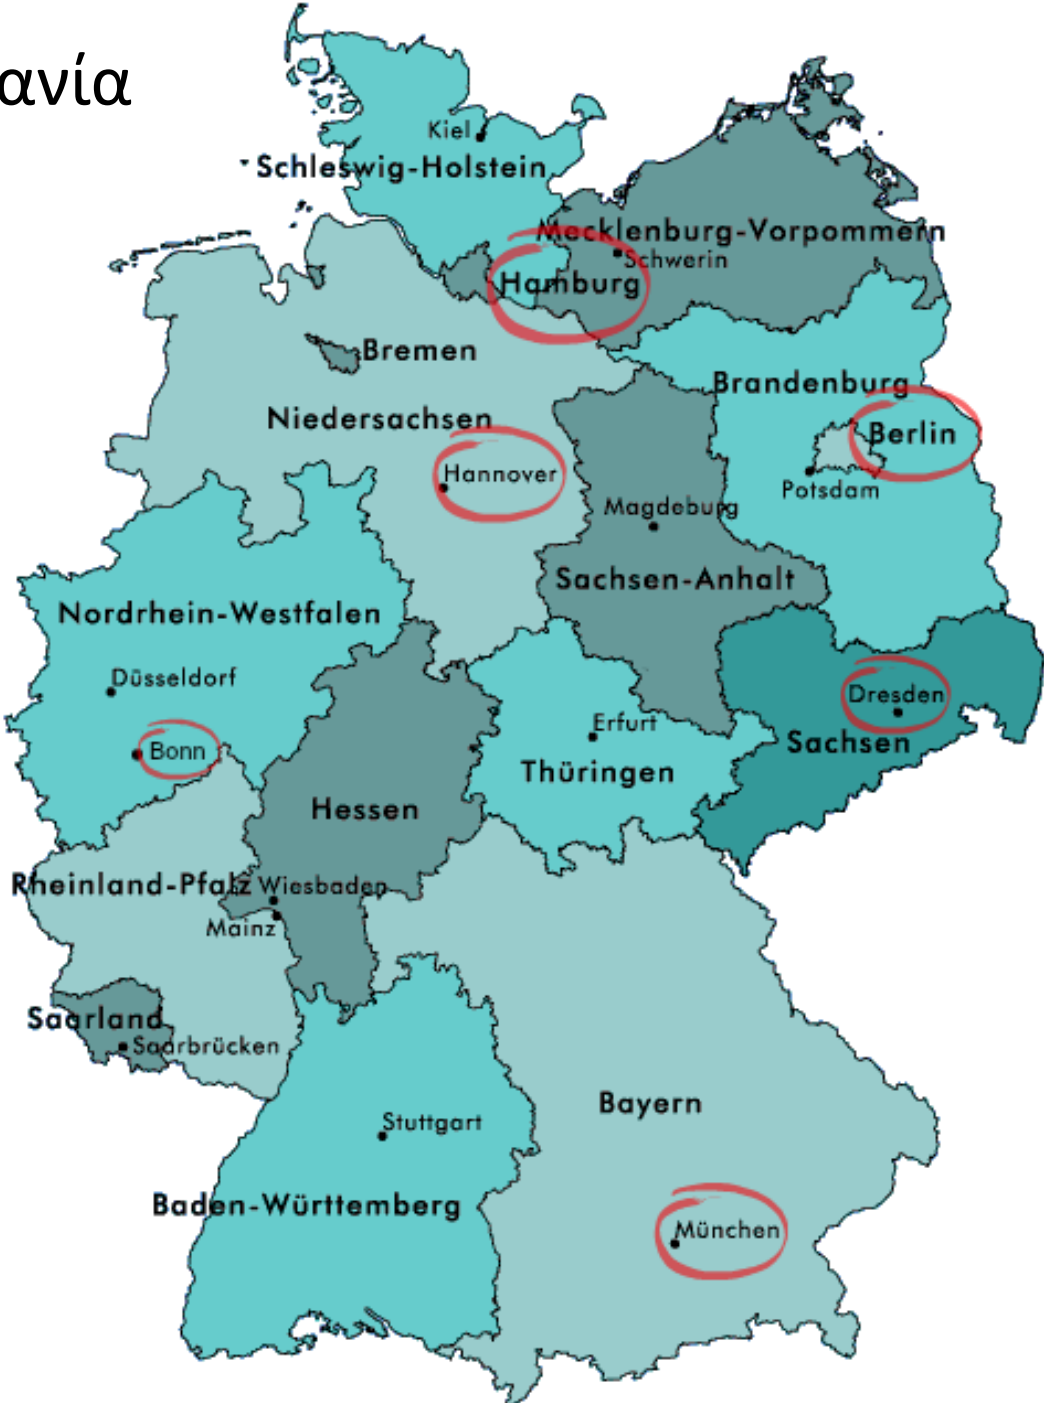 ανία
Kiel
Schleswig-Holstein
Mecklenburg-Vorpommern
Schwerin
Hamburg
Bremen
Brandenburg
Niedersachsen
Berlin
Hannover
Potsdam
Magdeburg
Sachsen-Anhalt
Nordrhein-Westfalen
Düsseldorf
Dresden
Erfurt
Sachsen
Bonn
Thüringen
Hessen
Rheinland-Pfalz
Wiesbaden
Mainz
Saarland
Saarbrücken
Bayern
Stuttgart
Baden-Württemberg
München